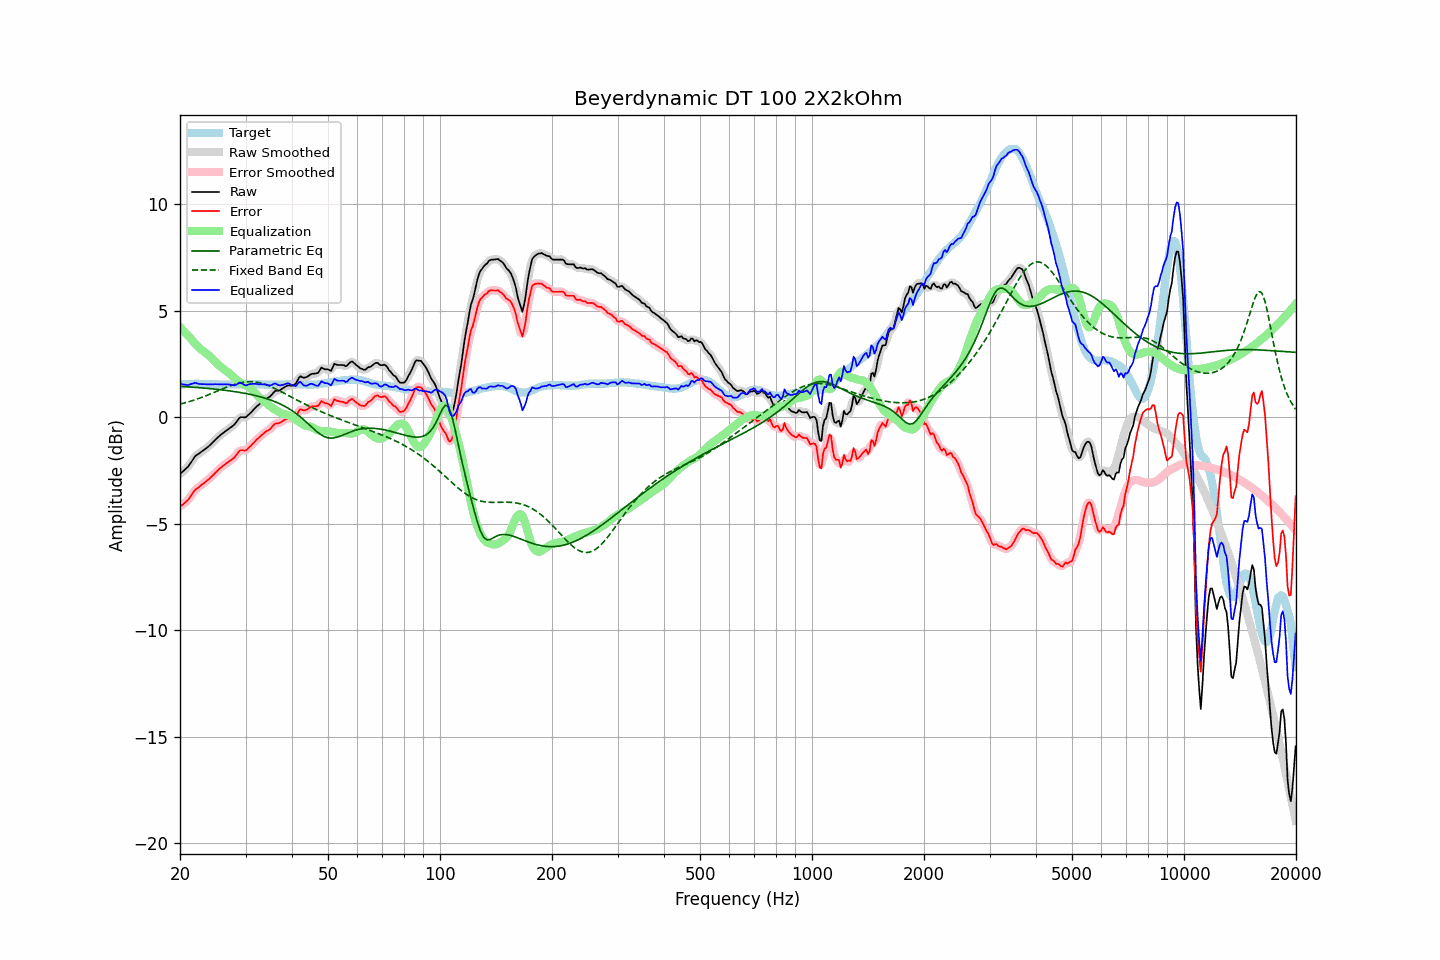 Beyerdynamic DT 100 2X2kOhm
Target
Raw Smoothed
Error Smoothed
Raw
Error
Equalization
Parametric Eq
Fixed Band Eq
Equalized
Amplitude (dBr)
10
5
0
−5
−10
−15
−20
20 50 100 200 500 1000 2000 5000 10000 20000
Frequency (Hz)